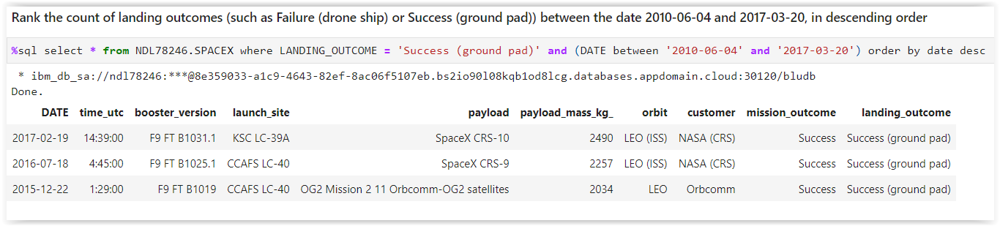 Rank the count of landing outcomes (such as Failure (drone ship) or Success (ground pad)) between the date 2010-06-04 and 2017-03-20, in descending order
%sql select * from NDL78246.SPACEX where LANDING_OUTCOME = 'Success (ground pad)' and (DATE between '2010-06-04' and '2017-03-20') order by date desc
* ibm_db_sa://ndl78246:***@8e359033-a1c9-4643-82ef-8ac06f5107eb.bs2io90l08kqb1od8lcg.databases.appdomain.cloud:30120/bludb
Done.
DATE time_utc booster_version launch_site payload payload_mass_kg_ orbit customer mission_outcome landing_outcome
2017-02-19 14:39:00 F9 FT B1031.1 KSC LC-39A SpaceX CRS-10 2490 LEO (ISS) NASA (CRS) Success Success (ground pad)
2016-07-18 4:45:00 F9 FT B1025.1 CCAFS LC-40 SpaceX CRS-9 2257 LEO (ISS) NASA (CRS) Success Success (ground pad)
2015-12-22 1:29:00 F9 FT B1019 CCAFS LC-40 OG2 Mission 2 11 Orbcomm-OG2 satellites 2034 LEO Orbcomm Success Success (ground pad)